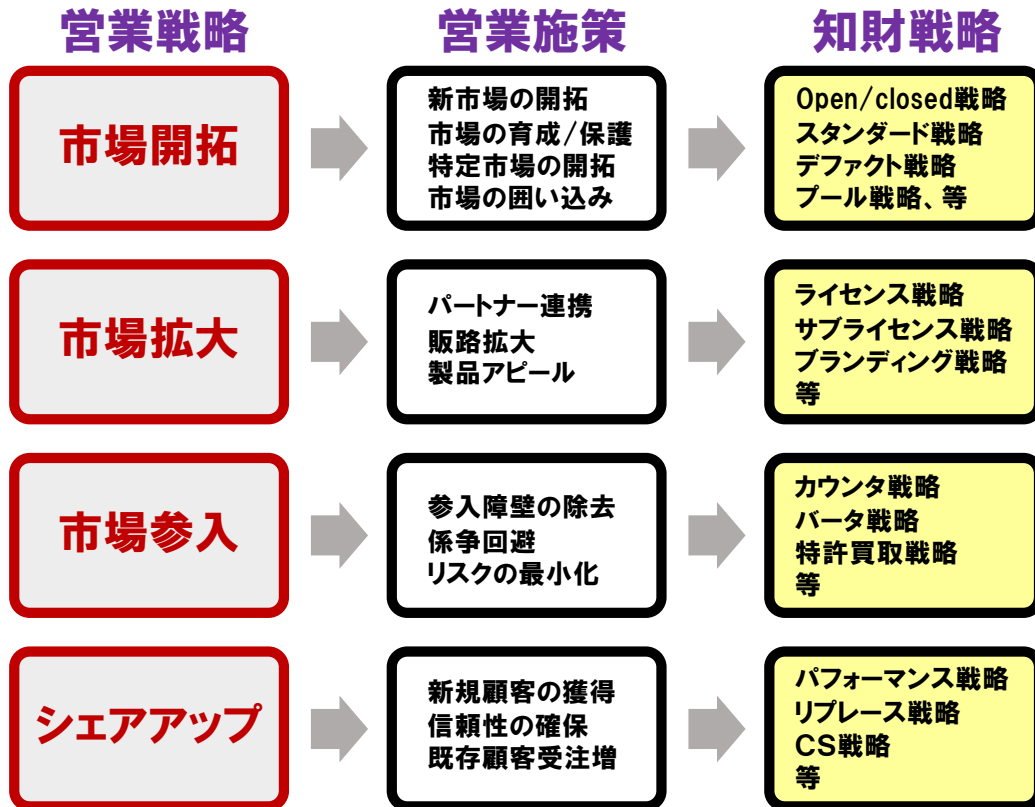 営業戦略
営業施策
知財戦略
市場開拓
新市場の開拓
市場の育成/保護
特定市場の開拓
市場の囲い込み
Open/closed戦略
スタンダード戦略
デファクト戦略
プール戦略、等
市場拡大
パートナー連携
販路拡大
製品アピール
ライセンス戦略
サブライセンス戦略
ブランディング戦略
等
市場参入
参入障壁の除去
係争回避
リスクの最小化
カウンタ戦略
バータ戦略
特許買取戦略
等
シェアアップ
新規顧客の獲得
信頼性の確保
既存顧客受注増
パフォーマンス戦略
リプレース戦略
CS戦略
等